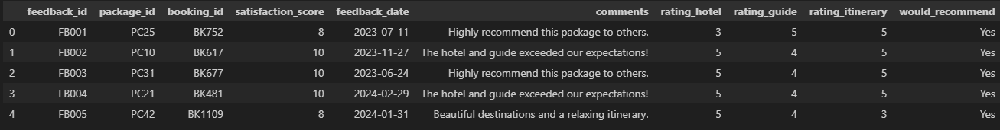 feedback_id package_id booking_id satisfaction_score feedback_date comments rating_hotel rating_guide rating_itinerary would_recommend
0 FB001 PC25 BK752 8 2023-07-11 Highly recommend this package to others. 3 5 5 Yes
1 FB002 PC10 BK617 10 2023-11-27 The hotel and guide exceeded our expectations! 5 4 5 Yes
2 FB003 PC31 BK677 10 2023-06-24 Highly recommend this package to others. 5 4 5 Yes
3 FB004 PC21 BK481 10 2024-02-29 The hotel and guide exceeded our expectations! 5 4 5 Yes
4 FB005 PC42 BK1109 8 2024-01-31 Beautiful destinations and a relaxing itinerary. 5 4 3 Yes